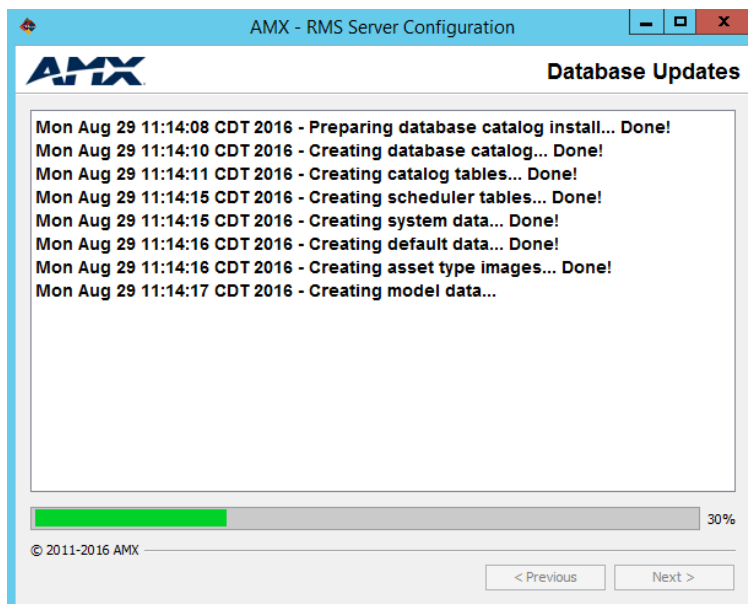 AMX - RMS Server Configuration
AMX
Database Updates
Mon Aug 29 11:14:08 CDT 2016 - Preparing database catalog install... Done!
Mon Aug 29 11:14:10 CDT 2016 - Creating database catalog... Done!
Mon Aug 29 11:14:11 CDT 2016 - Creating catalog tables... Done!
Mon Aug 29 11:14:15 CDT 2016 - Creating scheduler tables... Done!
Mon Aug 29 11:14:15 CDT 2016 - Creating system data... Done!
Mon Aug 29 11:14:16 CDT 2016 - Creating default data... Done!
Mon Aug 29 11:14:16 CDT 2016 - Creating asset type images... Done!
Mon Aug 29 11:14:17 CDT 2016 - Creating model data...
30%
© 2011-2016 AMX
< Previous
Next >